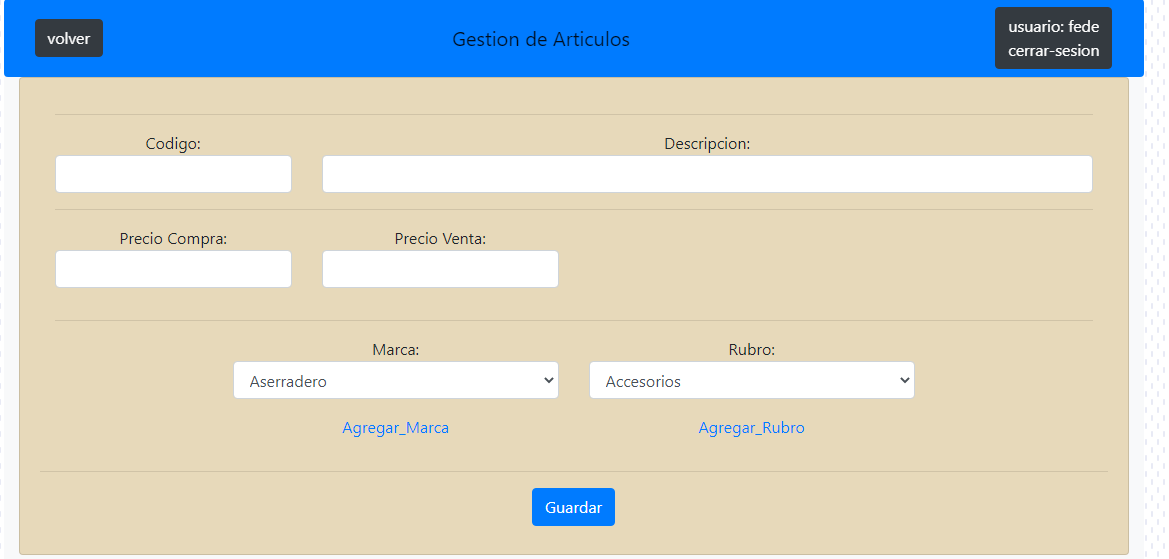 volver
Gestion de Articulos
usuario: fede
cerrar-sesion
Codigo:
Descripcion:
Precio Compra:
Precio Venta:
Marca:
Rubro:
Aserradero
Accesorios
Agregar_Marca
Agregar_Rubro
Guardar